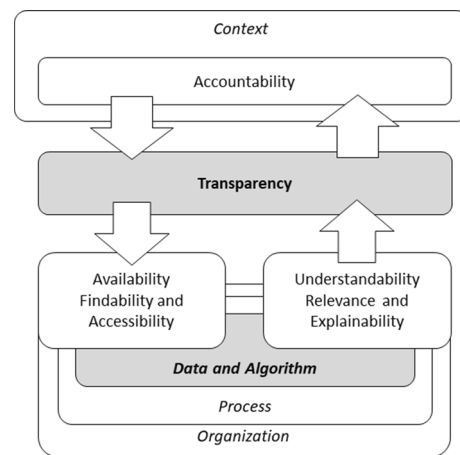 Context
Accountability
Transparency
Availability
Findability and
Accessibility
Understandability
Relevance and
Explainability
Data and Algorithm
Process
Organization